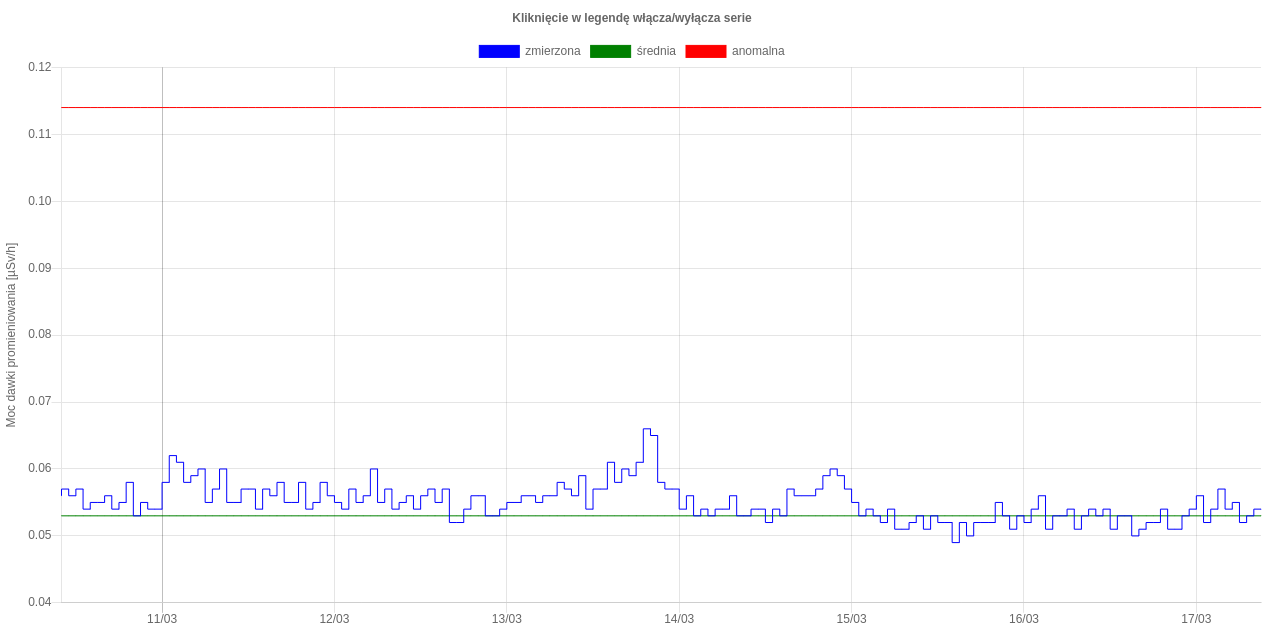 Kliknięcie w legendę włącza/wyłącza serie
zmierzona średnia anomalna
0.12
0.11
0.10
0.09
0.08
0.07
0.06
0.05
0.04
Moc dawki promieniowania [µSv/h]
11/03 12/03 13/03 14/03 15/03 16/03 17/03